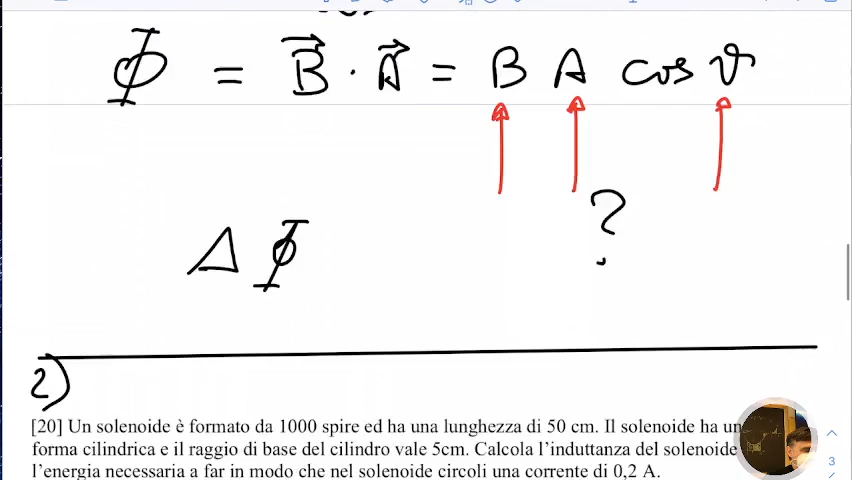 Φ = B⃗ · A⃗ = B A cos ϑ
?
Δ Φ
2)
[20] Un solenoide è formato da 1000 spire ed ha una lunghezza di 50 cm. Il solenoide ha un
forma cilindrica e il raggio di base del cilindro vale 5cm. Calcola l'induttanza del solenoide
l'energia necessaria a far in modo che nel solenoide circoli una corrente di 0,2 A.
3